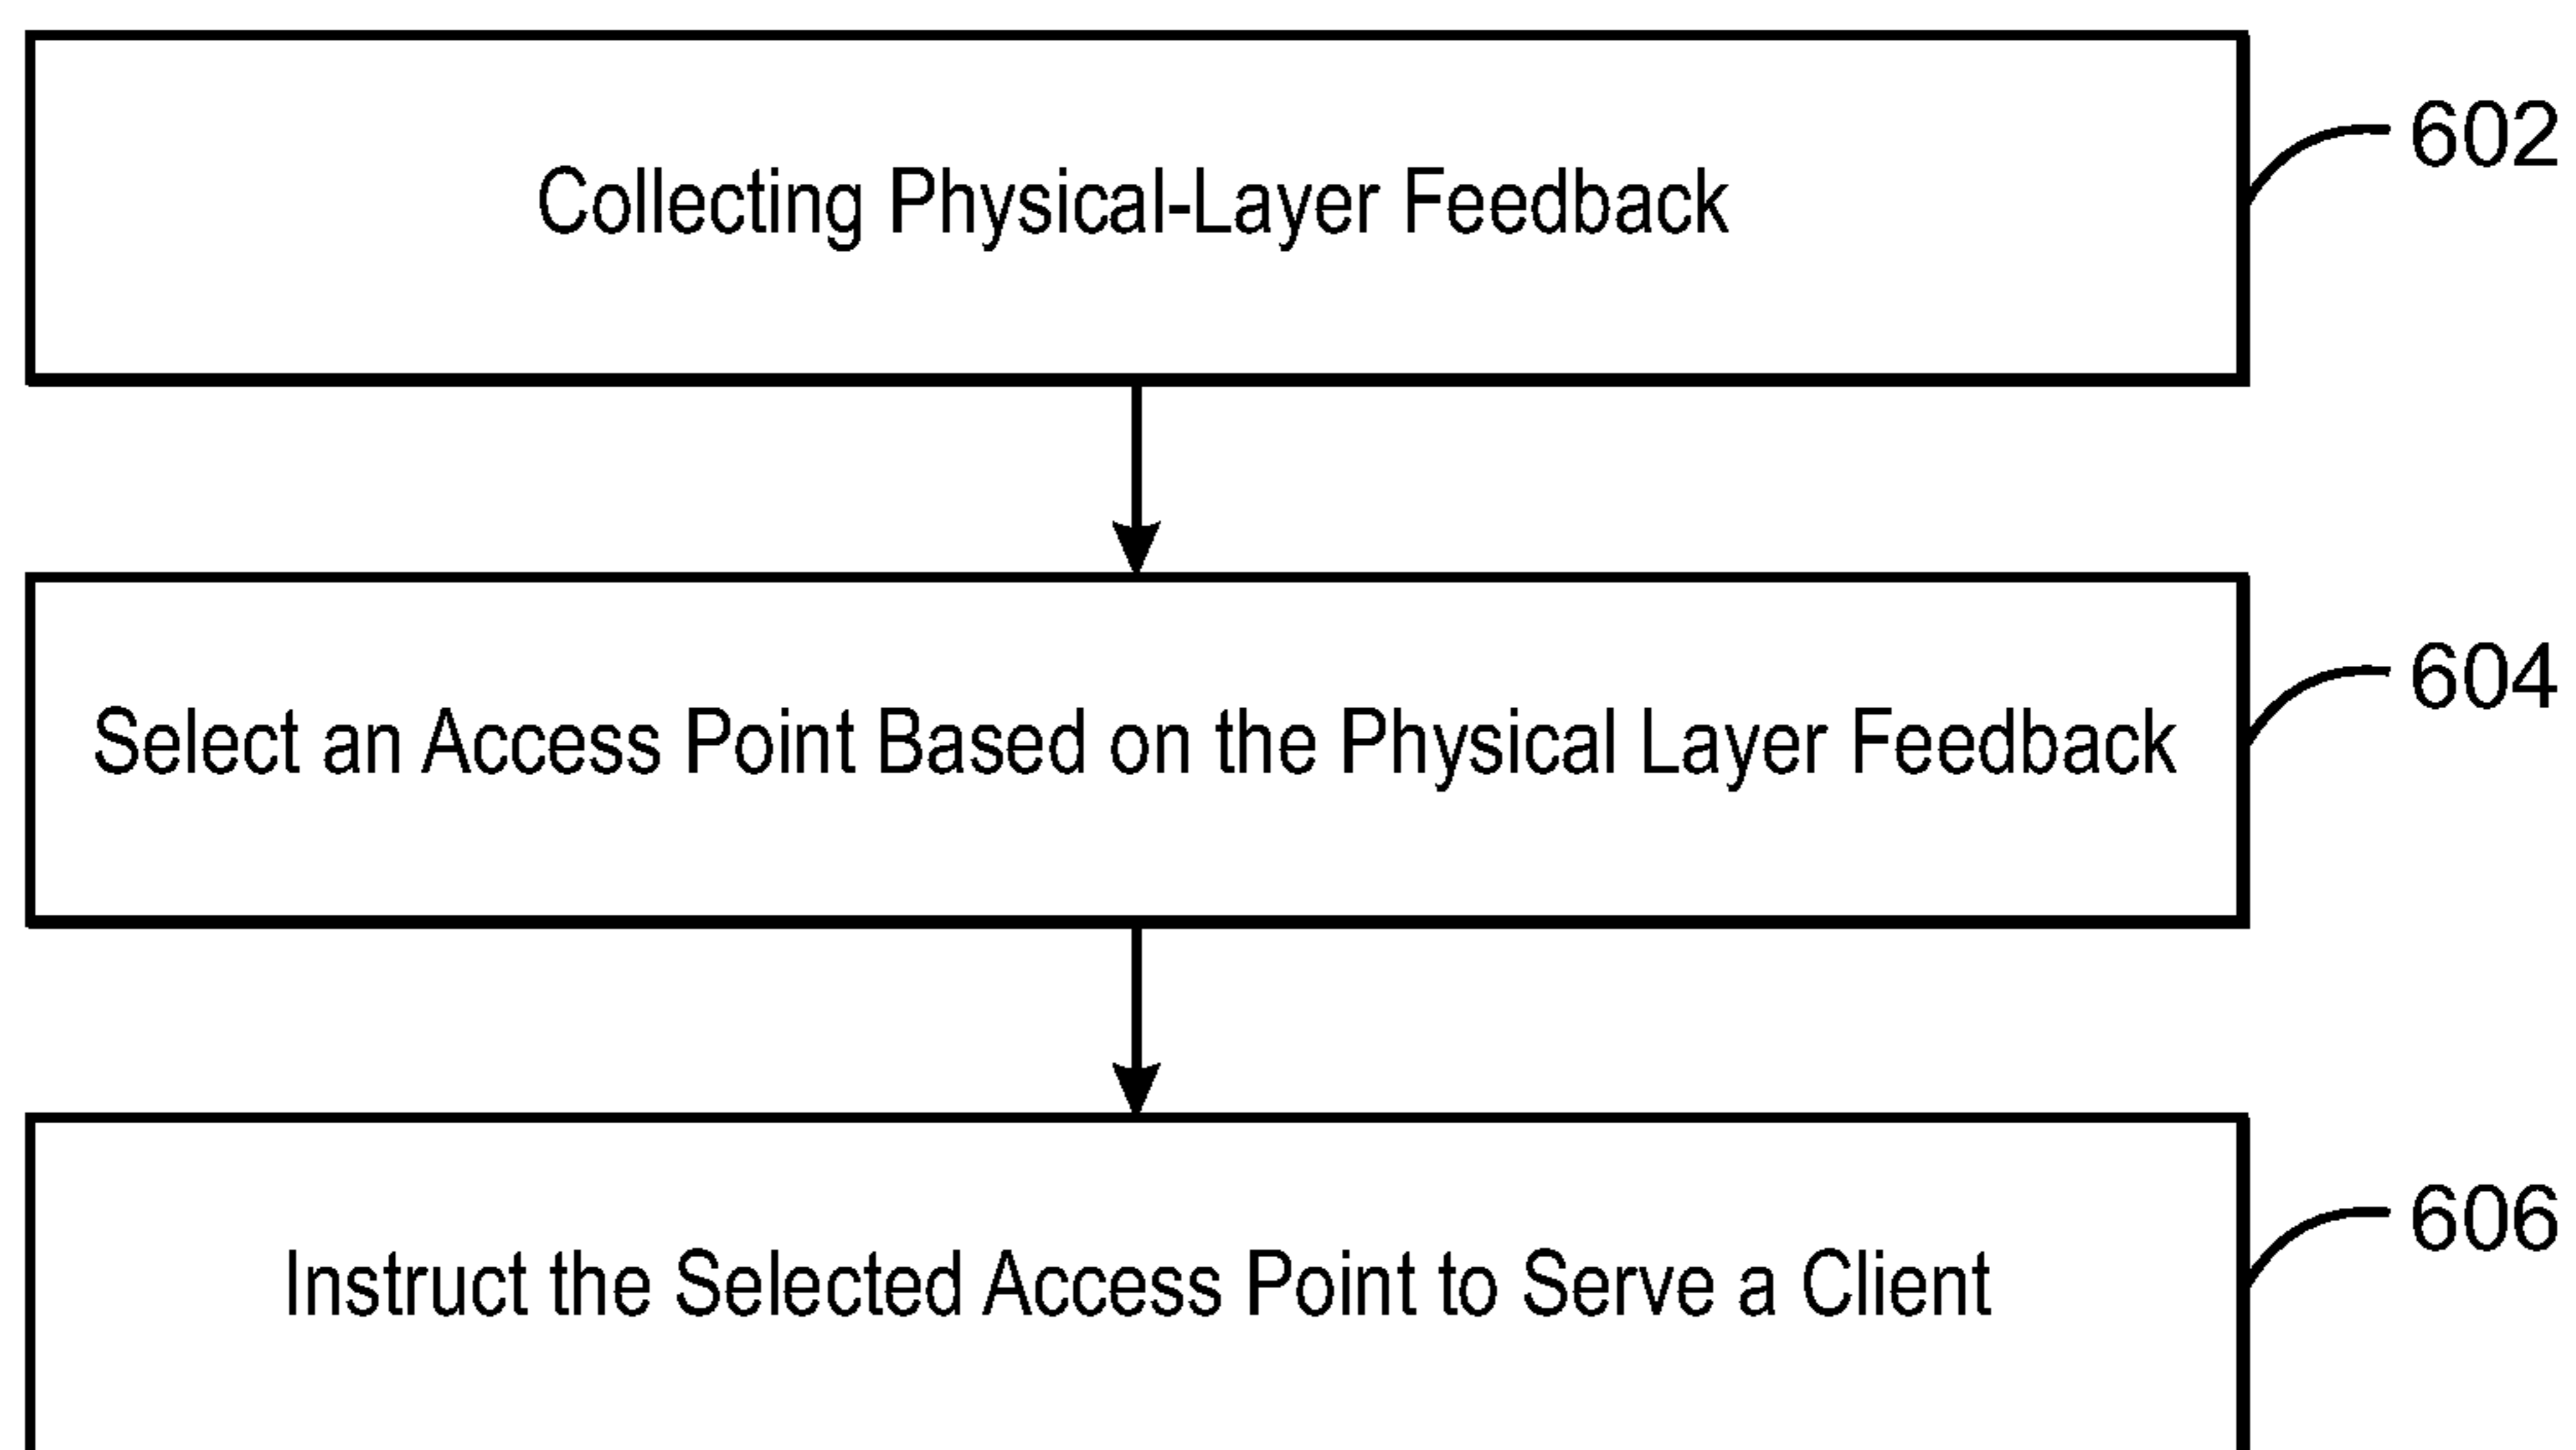 Collecting Physical-Layer Feedback
602
Select an Access Point Based on the Physical Layer Feedback
604
Instruct the Selected Access Point to Serve a Client
606